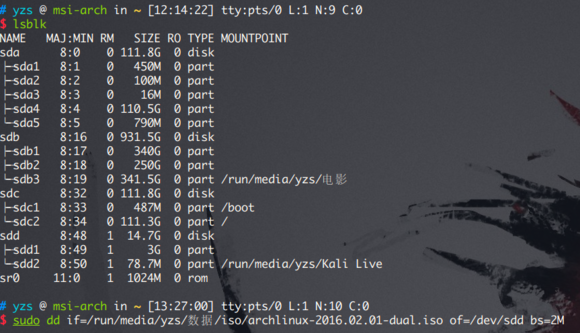 # yzs @ msi-arch in ~ [12:14:22] tty:pts/0 L:1 N:9 C:0
$ lsblk
NAME   MAJ:MIN RM   SIZE RO TYPE MOUNTPOINT
sda      8:0    0 111.8G  0 disk
├─sda1   8:1    0   450M  0 part
├─sda2   8:2    0   100M  0 part
├─sda3   8:3    0    16M  0 part
├─sda4   8:4    0 110.5G  0 part
└─sda5   8:5    0   790M  0 part
sdb      8:16   0 931.5G  0 disk
├─sdb1   8:17   0   340G  0 part
├─sdb2   8:18   0   250G  0 part
└─sdb3   8:19   0 341.5G  0 part /run/media/yzs/电影
sdc      8:32   0 111.8G  0 disk
├─sdc1   8:33   0   487M  0 part /boot
└─sdc2   8:34   0 111.3G  0 part /
sdd      8:48   1  14.7G  0 disk
├─sdd1   8:49   1     3G  0 part
└─sdd2   8:50   1  78.7M  0 part /run/media/yzs/Kali Live
sr0     11:0    1  1024M  0 rom
# yzs @ msi-arch in ~ [13:27:00] tty:pts/0 L:1 N:10 C:0
$ sudo dd if=/run/media/yzs/数据/iso/archlinux-2016.02.01-dual.iso of=/dev/sdd bs=2M